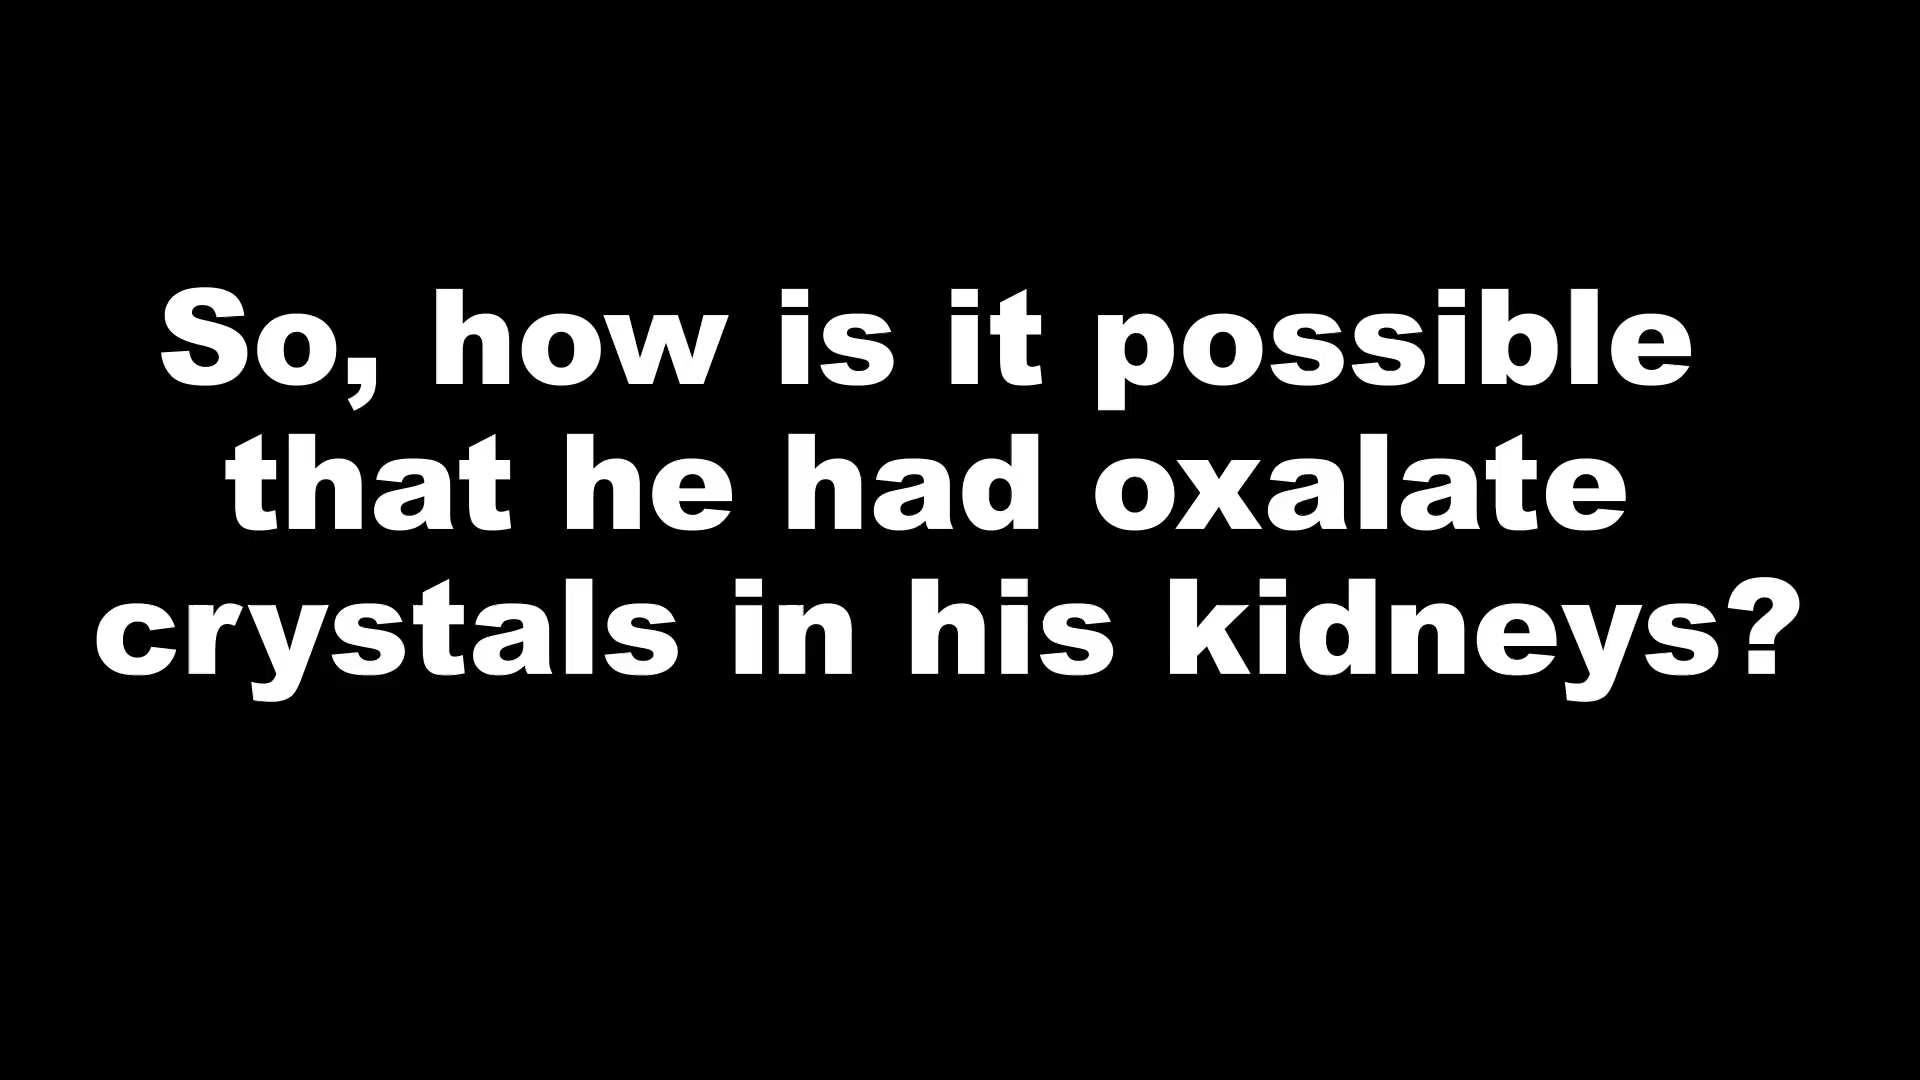 So, how is it possible
that he had oxalate
crystals in his kidneys?